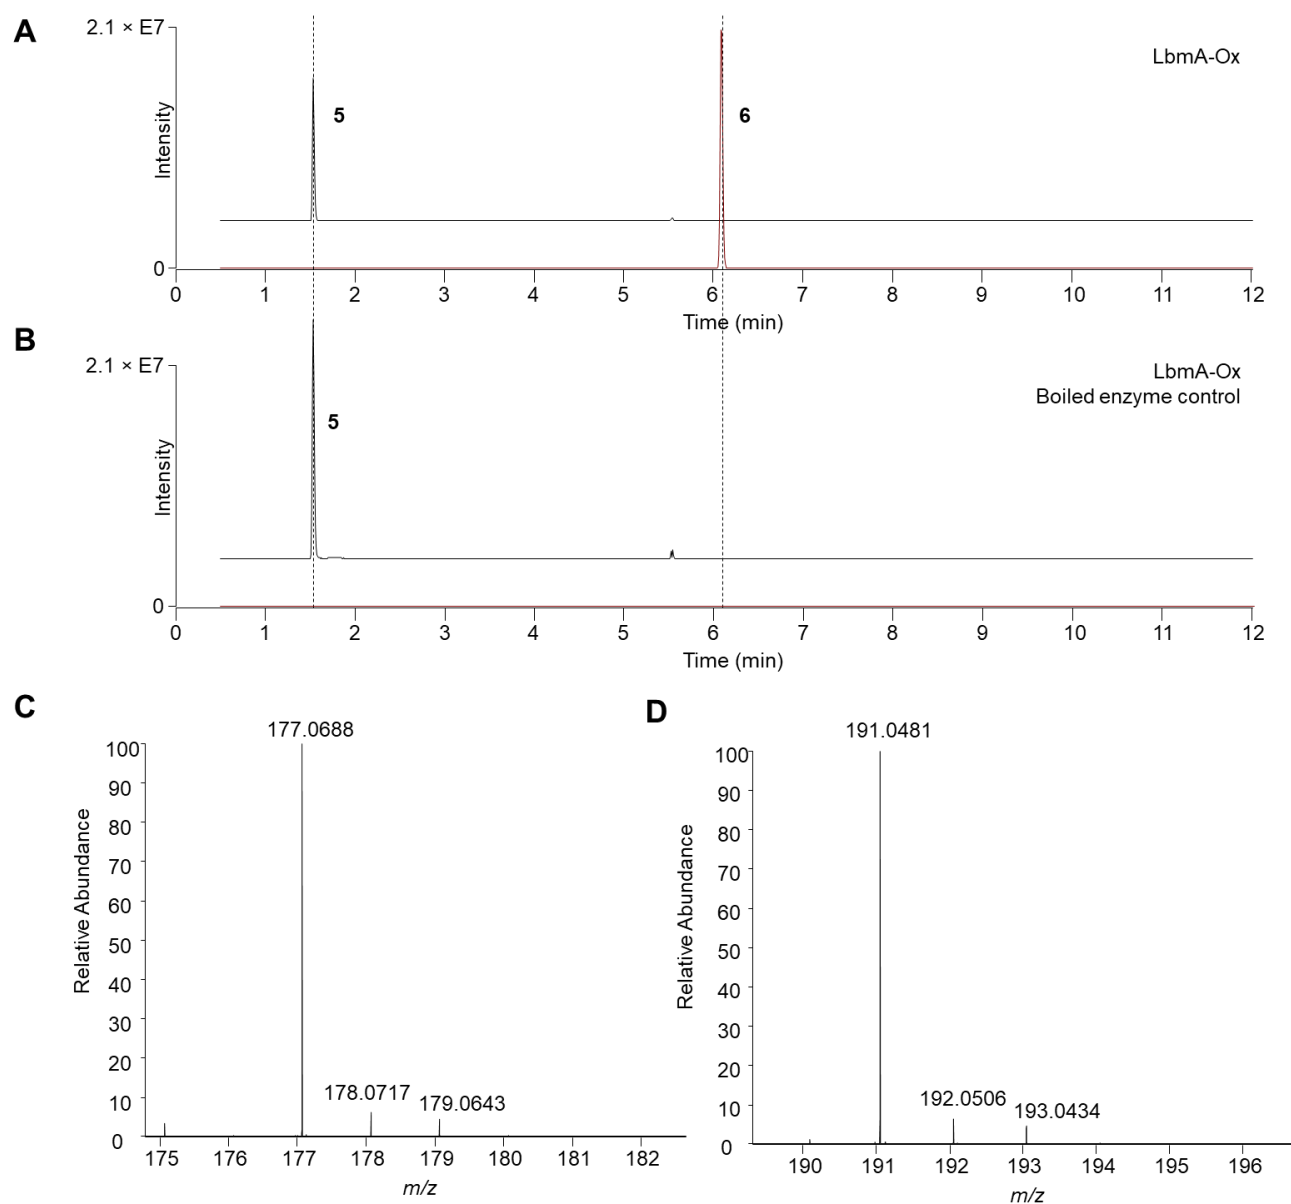 A
2.1 × E7
LbmA-Ox
Intensity
5
6
0
0 1 2 3 4 5 6 7 8 9 10 11 12
Time (min)
B
2.1 × E7
LbmA-Ox
Boiled enzyme control
Intensity
5
0
0 1 2 3 4 5 6 7 8 9 10 11 12
Time (min)
C
177.0688
100
90
80
70
60
50
40
30
20
10
0
Relative Abundance
178.0717
179.0643
175 176 177 178 179 180 181 182
m/z
D
191.0481
100
90
80
70
60
50
40
30
20
10
0
Relative Abundance
192.0506
193.0434
190 191 192 193 194 195 196
m/z